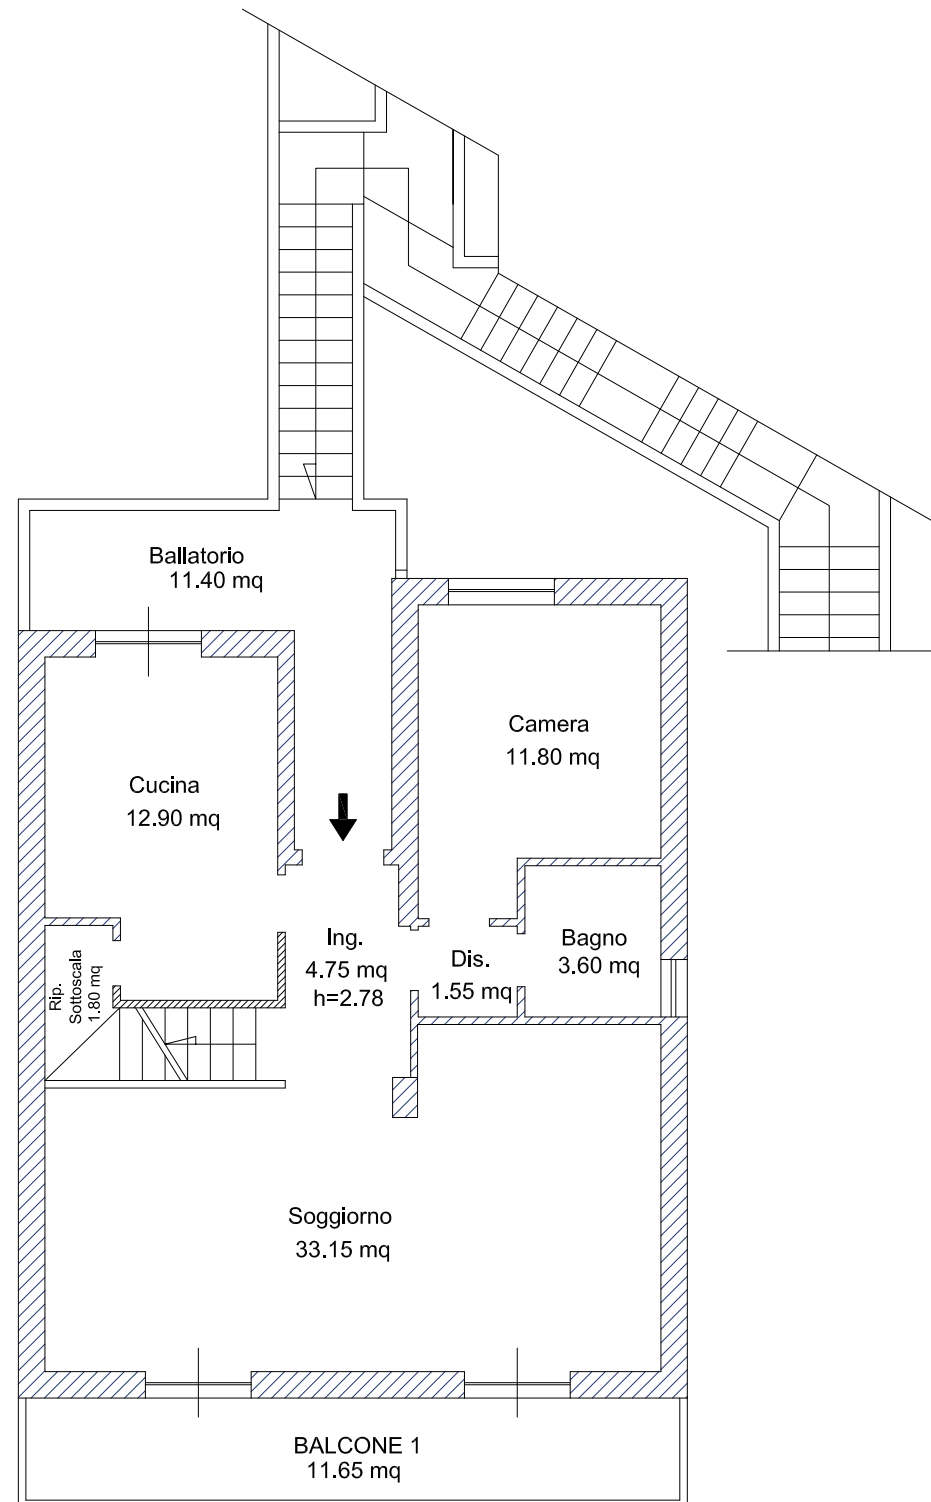 Ballatorio
11.40 mq
Camera
11.80 mq
Cucina
12.90 mq
Ing.
4.75 mq
h=2.78
Dis.
1.55 mq
Bagno
3.60 mq
Rip.
Sottoscala
1.80 mq
Soggiorno
33.15 mq
BALCONE 1
11.65 mq